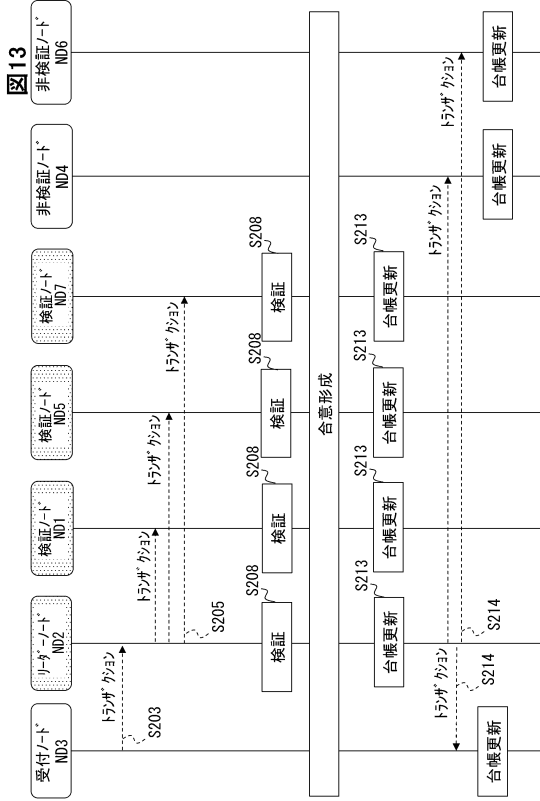 図13
受付ノード
ND3
リーダーノード
ND2
検証ノード
ND1
検証ノード
ND5
検証ノード
ND7
非検証ノード
ND4
非検証ノード
ND6
トランザクション
S203
トランザクション
トランザクション
トランザクション
S205
検証
S208
検証
S208
検証
S208
検証
S208
合意形成
台帳更新
S213
台帳更新
S213
台帳更新
S213
台帳更新
S213
トランザクション
S214
トランザクション
トランザクション
S214
台帳更新
台帳更新
台帳更新